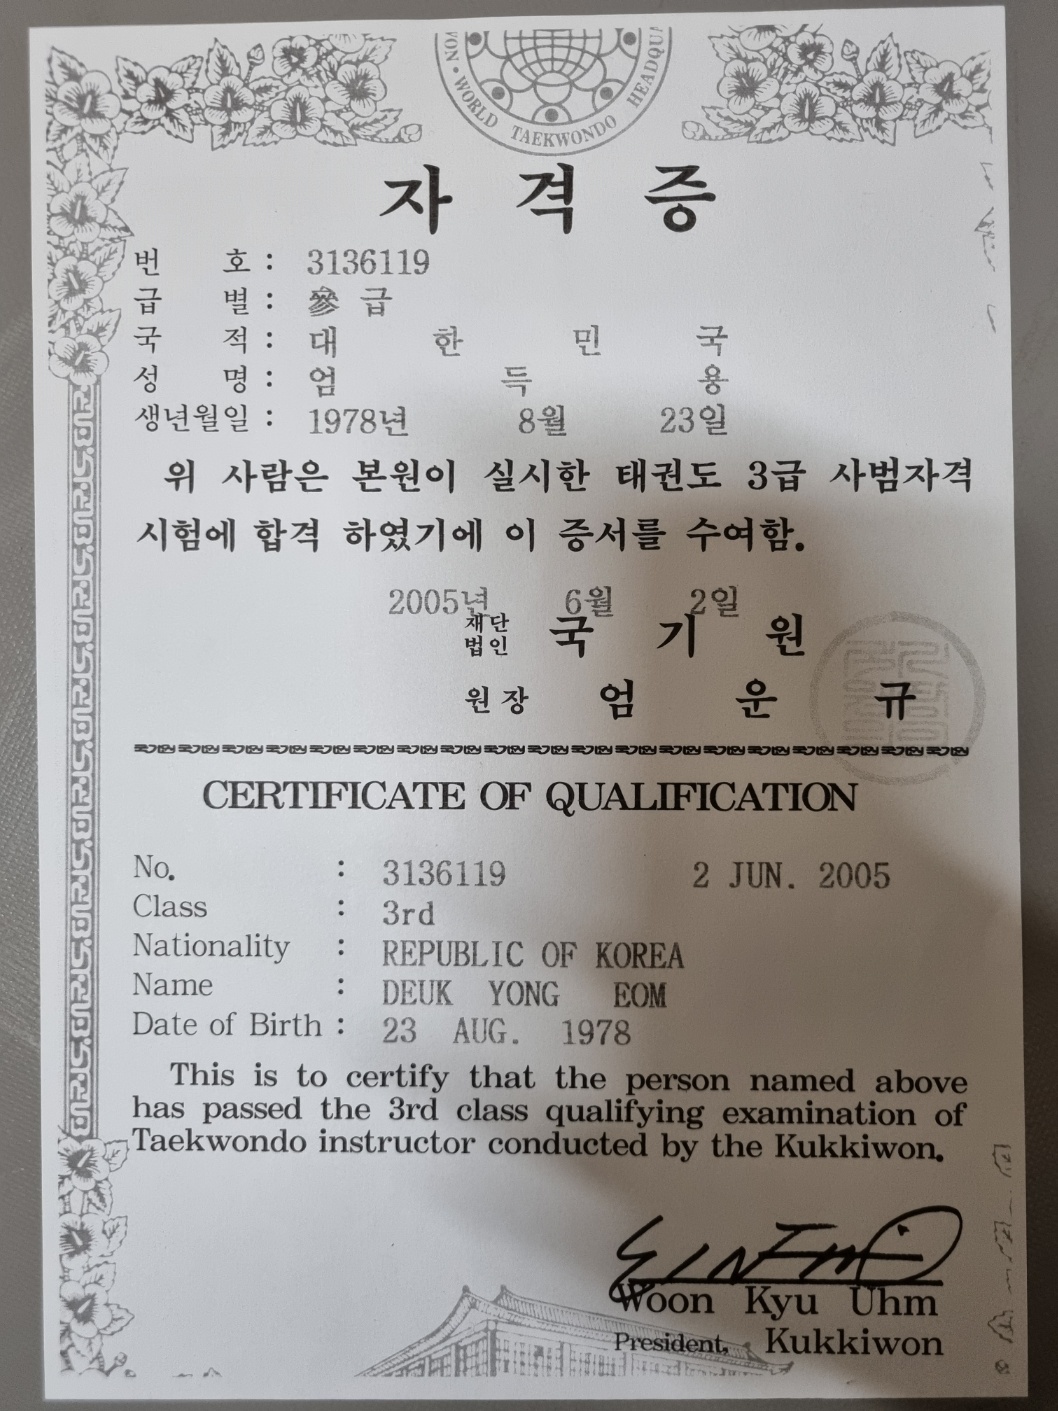 WON · WORLD TAEKWONDO HEADQUA
자 격 증
번 호 : 3136119
급 별 : 參 급
국 적 : 대 한 민 국
성 명 : 엄 득 용
생년월일 : 1978년 8월 23일
위 사람은 본원이 실시한 태권도 3급 사범자격
시험에 합격 하였기에 이 증서를 수여함.
2005년 6월 2일
재단
법인 국 기 원
원장 엄 운 규
CERTIFICATE OF QUALIFICATION
No. : 3136119 2 JUN. 2005
Class : 3rd
Nationality : REPUBLIC OF KOREA
Name : DEUK YONG EOM
Date of Birth : 23 AUG. 1978
This is to certify that the person named above
has passed the 3rd class qualifying examination of
Taekwondo instructor conducted by the Kukkiwon.
Woon Kyu Uhm
President, Kukkiwon